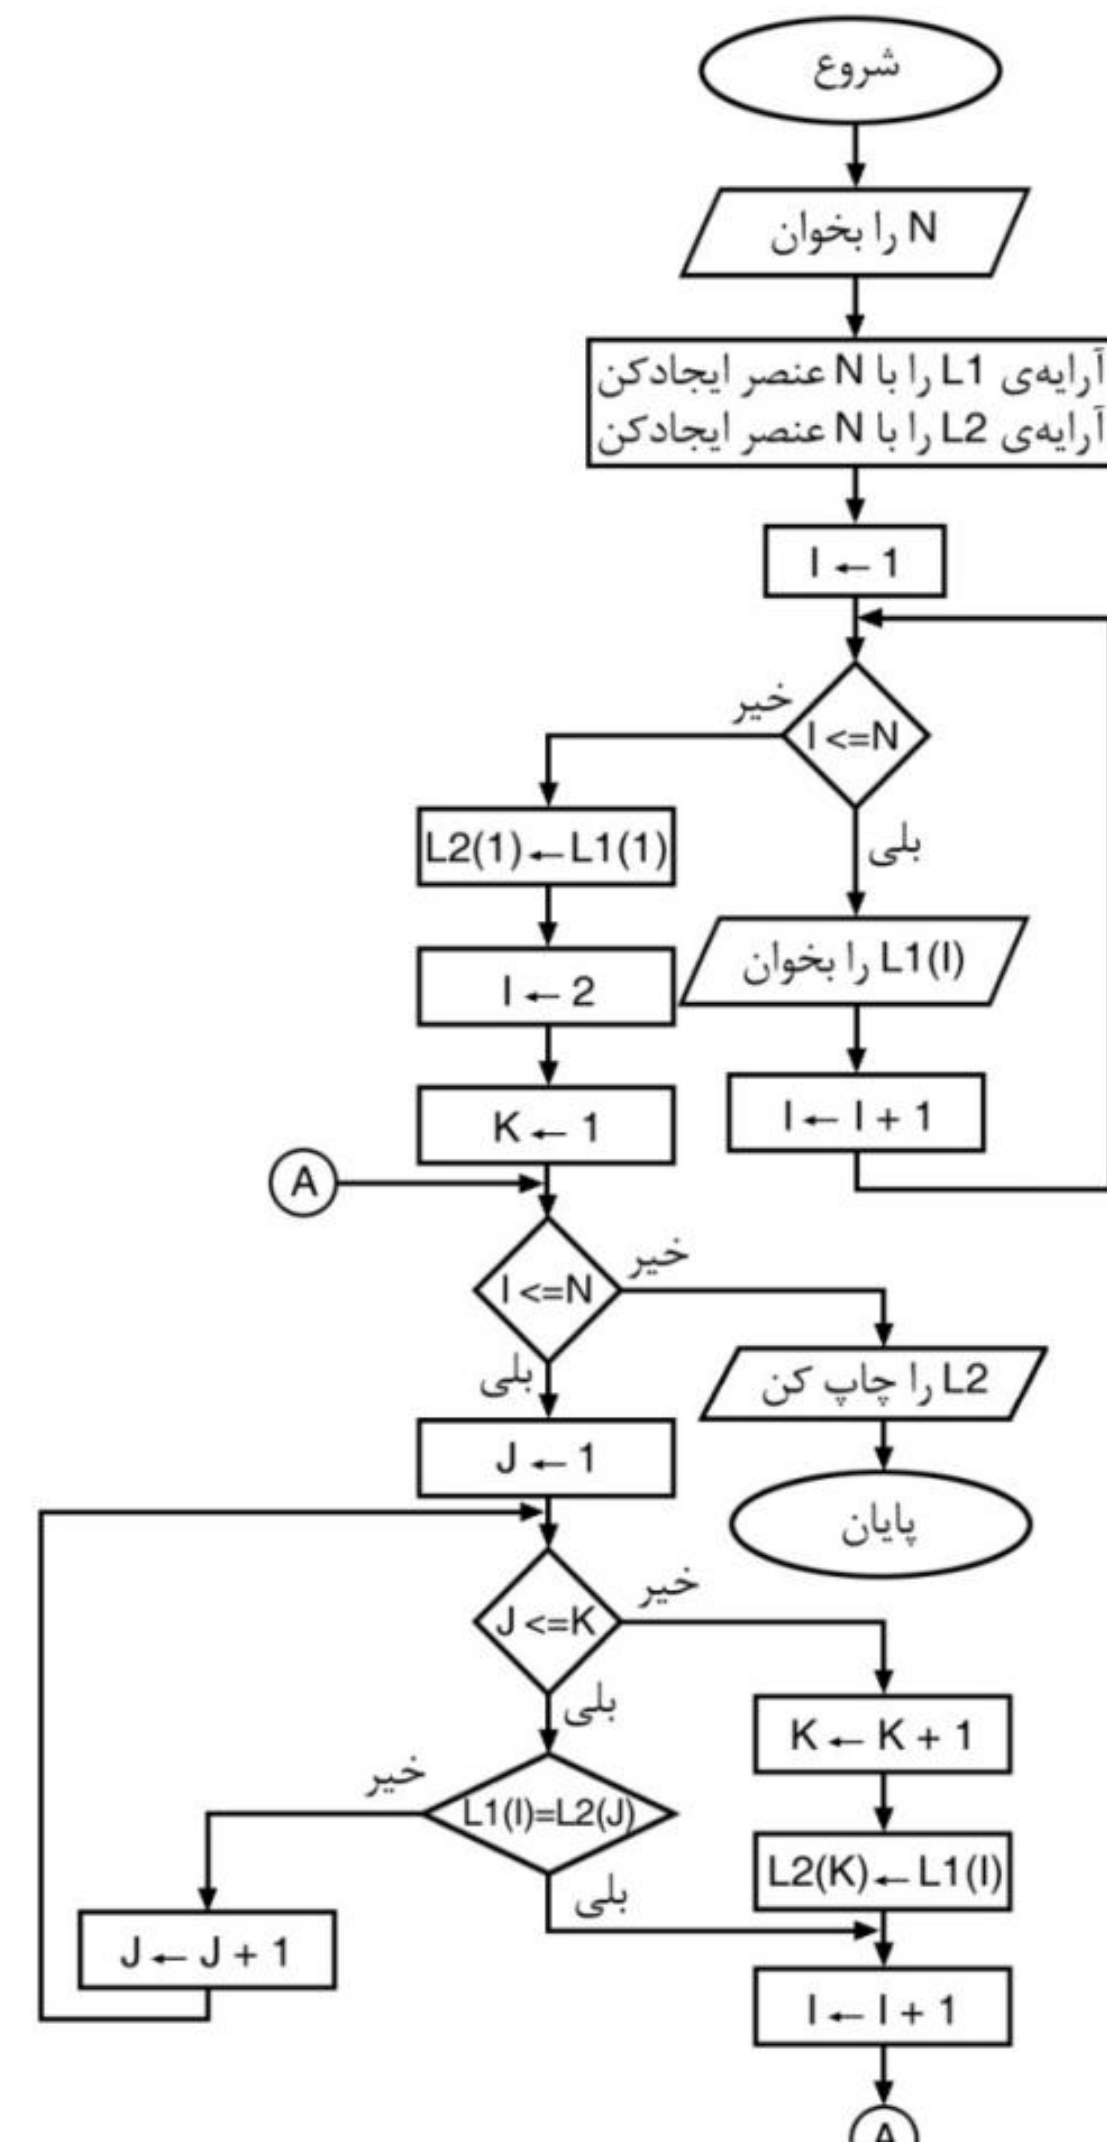 شروع
N را بخوان
آرایه‌ی L1 را با N عنصر ایجادکن
آرایه‌ی L2 را با N عنصر ایجادکن
I ← 1
I <=N
خیر
بلی
L2(1) ← L1(1)
L1(I) را بخوان
I ← 2
I ← I + 1
K ← 1
A
I <=N
خیر
بلی
L2 را چاپ کن
J ← 1
پایان
J <=K
خیر
بلی
K ← K + 1
L1(I)=L2(J)
خیر
بلی
L2(K) ← L1(I)
J ← J + 1
I ← I + 1
A